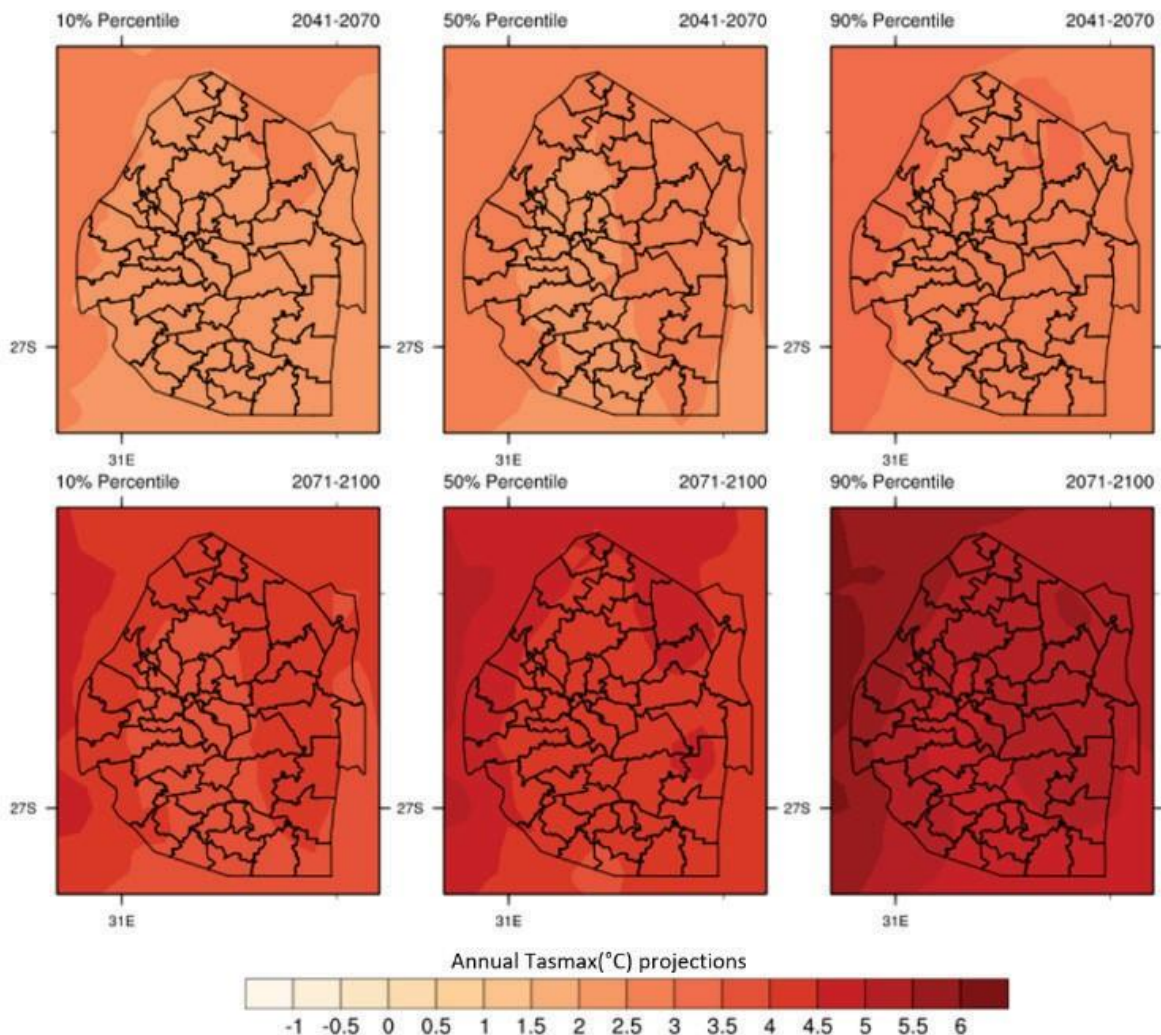 10% Percentile 2041-2070 50% Percentile 2041-2070 90% Percentile 2041-2070
27S 27S 27S
31E 31E 31E
10% Percentile 2071-2100 50% Percentile 2071-2100 90% Percentile 2071-2100
27S 27S 27S
31E 31E 31E
Annual Tasmax(°C) projections
-1 -0.5 0 0.5 1 1.5 2 2.5 3 3.5 4 4.5 5 5.5 6